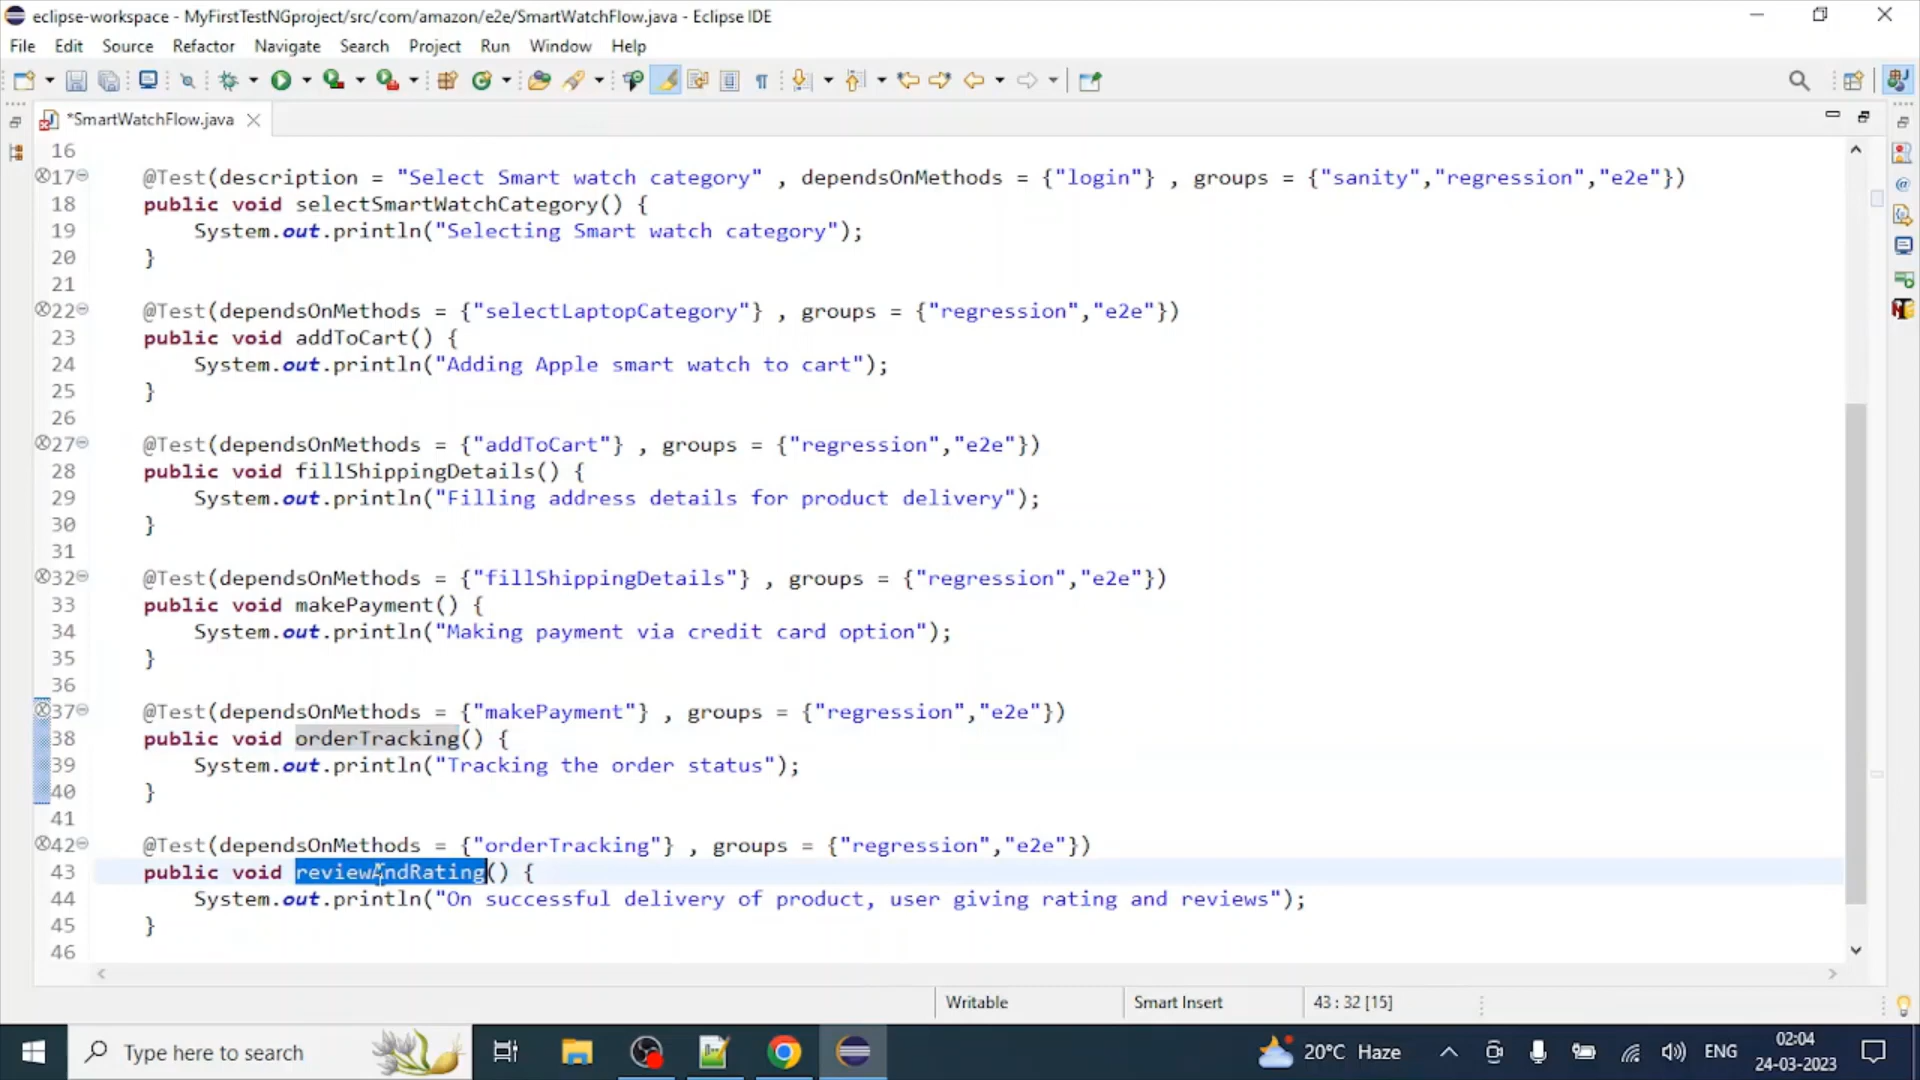 eclipse-workspace - MyFirstTestNGproject/src/com/amazon/e2e/SmartWatchFlow.java - Eclipse IDE
File Edit Source Refactor Navigate Search Project Run Window Help
*SmartWatchFlow.java
16
17 @Test(description = "Select Smart watch category" , dependsOnMethods = {"login"} , groups = {"sanity","regression","e2e"})
18 public void selectSmartWatchCategory() {
19 System.out.println("Selecting Smart watch category");
20 }
21
22 @Test(dependsOnMethods = {"selectLaptopCategory"} , groups = {"regression","e2e"})
23 public void addToCart() {
24 System.out.println("Adding Apple smart watch to cart");
25 }
26
27 @Test(dependsOnMethods = {"addToCart"} , groups = {"regression","e2e"})
28 public void fillShippingDetails() {
29 System.out.println("Filling address details for product delivery");
30 }
31
32 @Test(dependsOnMethods = {"fillShippingDetails"} , groups = {"regression","e2e"})
33 public void makePayment() {
34 System.out.println("Making payment via credit card option");
35 }
36
37 @Test(dependsOnMethods = {"makePayment"} , groups = {"regression","e2e"})
38 public void orderTracking() {
39 System.out.println("Tracking the order status");
40 }
41
42 @Test(dependsOnMethods = {"orderTracking"} , groups = {"regression","e2e"})
43 public void reviewAndRating() {
44 System.out.println("On successful delivery of product, user giving rating and reviews");
45 }
46
Writable Smart Insert 43 : 32 [15]
Type here to search 20°C Haze ENG 02:04
24-03-2023